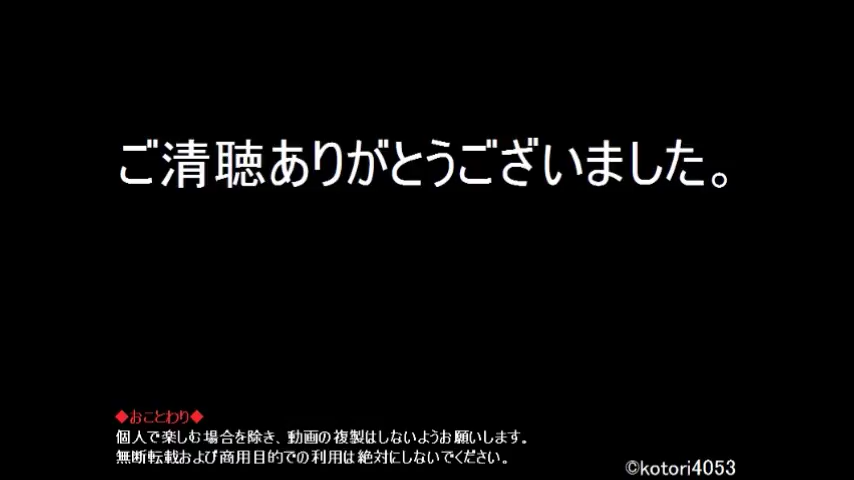 ご清聴ありがとうございました。
◆おことわり◆
個人で楽しむ場合を除き、動画の複製はしないようお願いします。
無断転載および商用目的での利用は絶対にしないでください。
©kotori4053